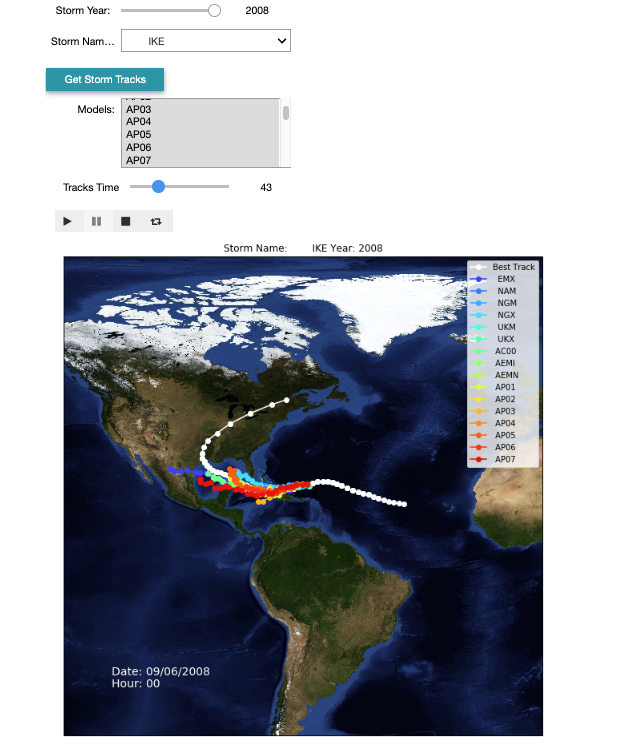 Storm Year: 2008
Storm Nam... IKE
Get Storm Tracks
Models:
AP03
AP04
AP05
AP06
AP07
Tracks Time 43
Storm Name: IKE Year: 2008
Best Track
EMX
NAM
NGM
NGX
UKM
UKX
AC00
AEMI
AEMN
AP01
AP02
AP03
AP04
AP05
AP06
AP07
Date: 09/06/2008
Hour: 00